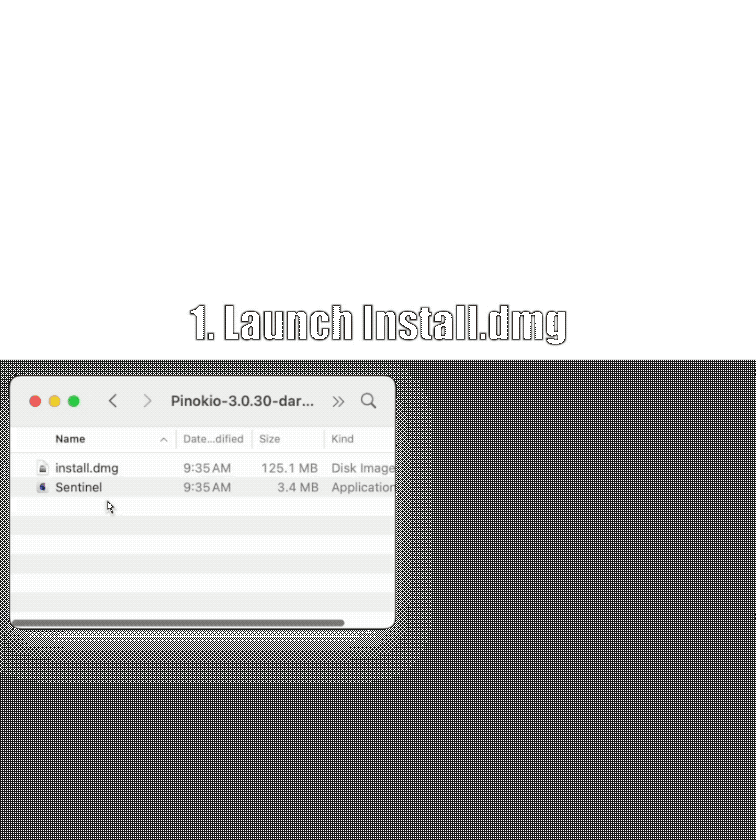 1. Launch Install.dmg
Pinokio-3.0.30-dar...
Name Date...dified Size Kind
install.dmg 9:35 AM 125.1 MB Disk Image
Sentinel 9:35 AM 3.4 MB Application